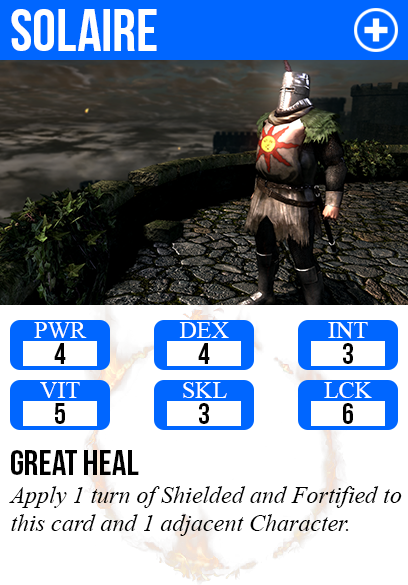 SOLAIRE
PWR DEX INT
4 4 3
VIT SKL LCK
5 3 6
GREAT HEAL
Apply 1 turn of Shielded and Fortified to
this card and 1 adjacent Character.